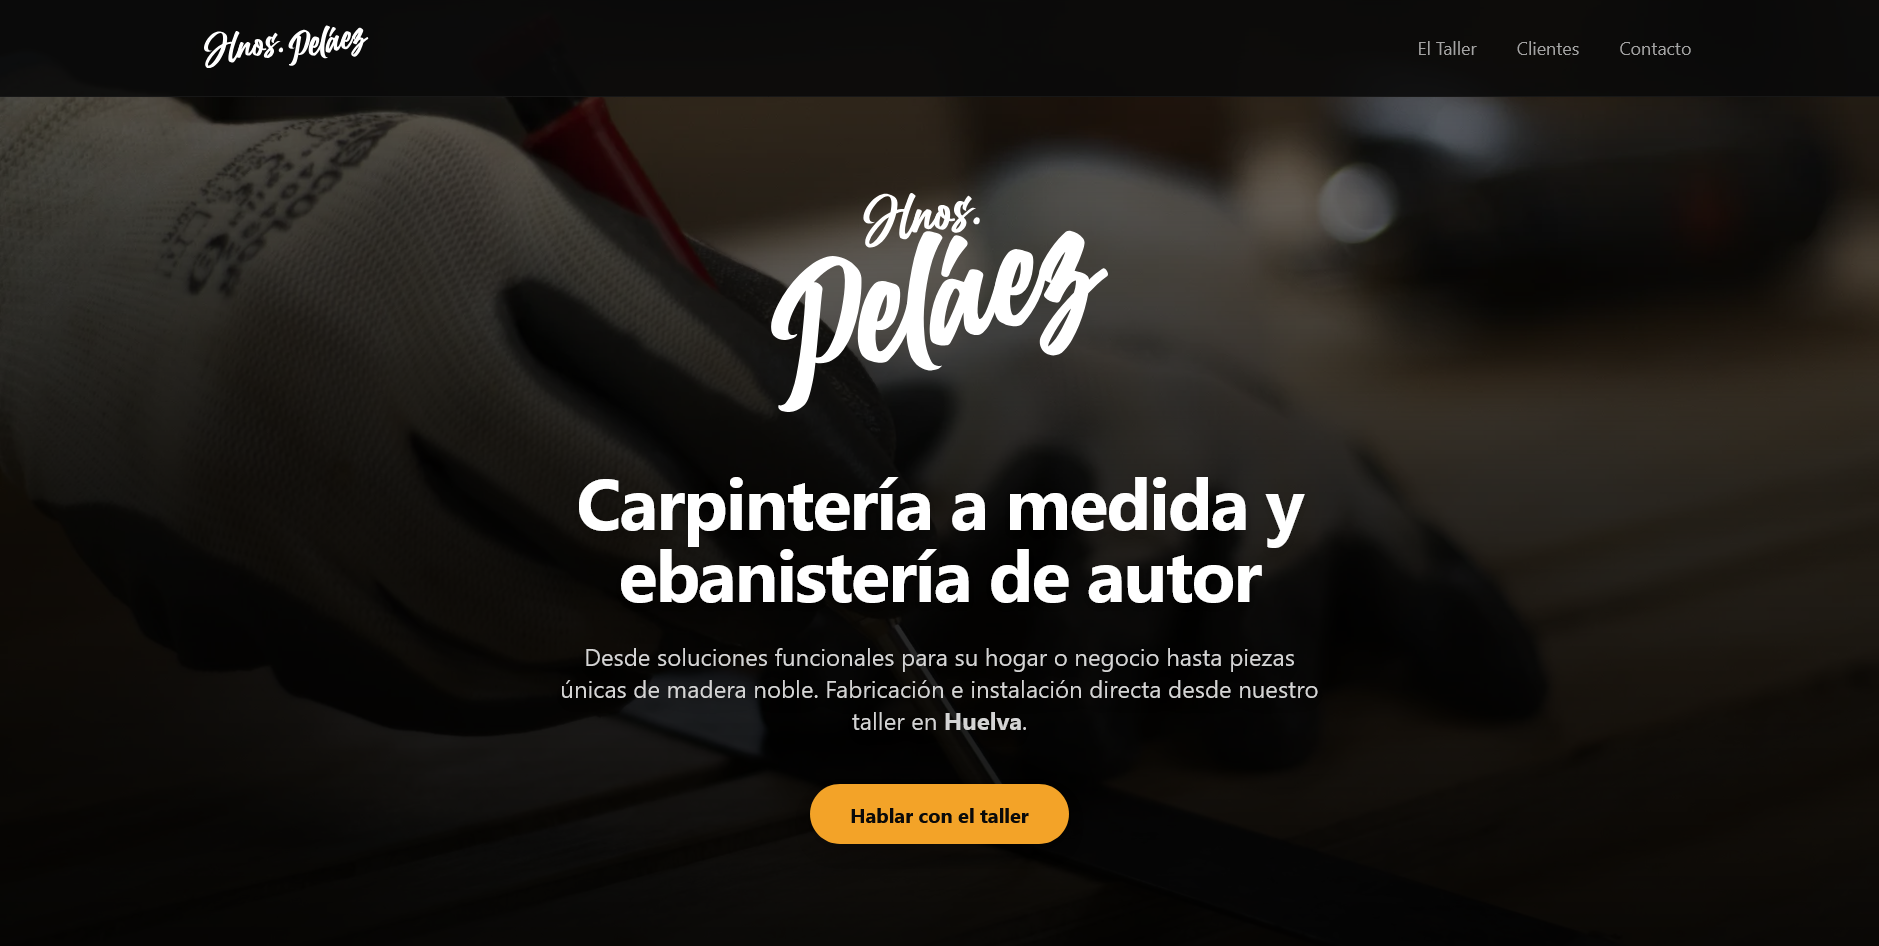 Hnos. Peláez
El Taller
Clientes
Contacto
Hnos.
Peláez
Carpintería a medida y
ebanistería de autor
Desde soluciones funcionales para su hogar o negocio hasta piezas
únicas de madera noble. Fabricación e instalación directa desde nuestro
taller en Huelva.
Hablar con el taller